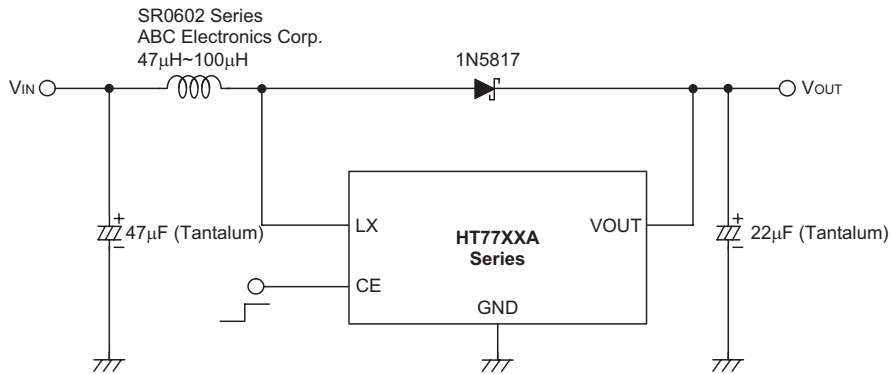 SR0602 Series
ABC Electronics Corp.
47μH~100μH
1N5817
VIN
VOUT
+
47μF (Tantalum)
−
LX
HT77XXA
Series
VOUT
CE
GND
+
22μF (Tantalum)
−